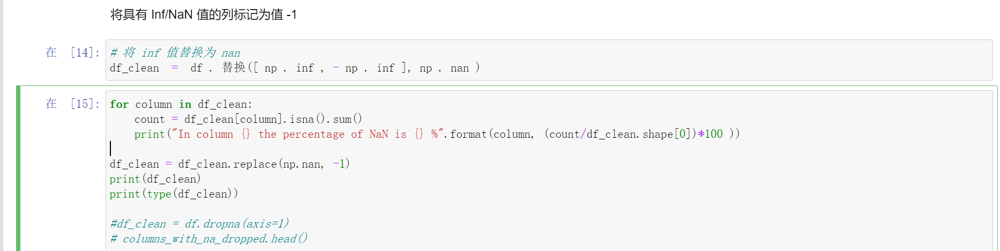 将具有 Inf/NaN 值的列标记为值 -1
在 [14]:
# 将 inf 值替换为 nan
df_clean = df . 替换([ np . inf , - np . inf ], np . nan )
在 [15]:
for column in df_clean:
    count = df_clean[column].isna().sum()
    print("In column {} the percentage of NaN is {} %".format(column, (count/df_clean.shape[0])*100 ))
df_clean = df_clean.replace(np.nan, -1)
print(df_clean)
print(type(df_clean))
#df_clean = df.dropna(axis=1)
# columns_with_na_dropped.head()